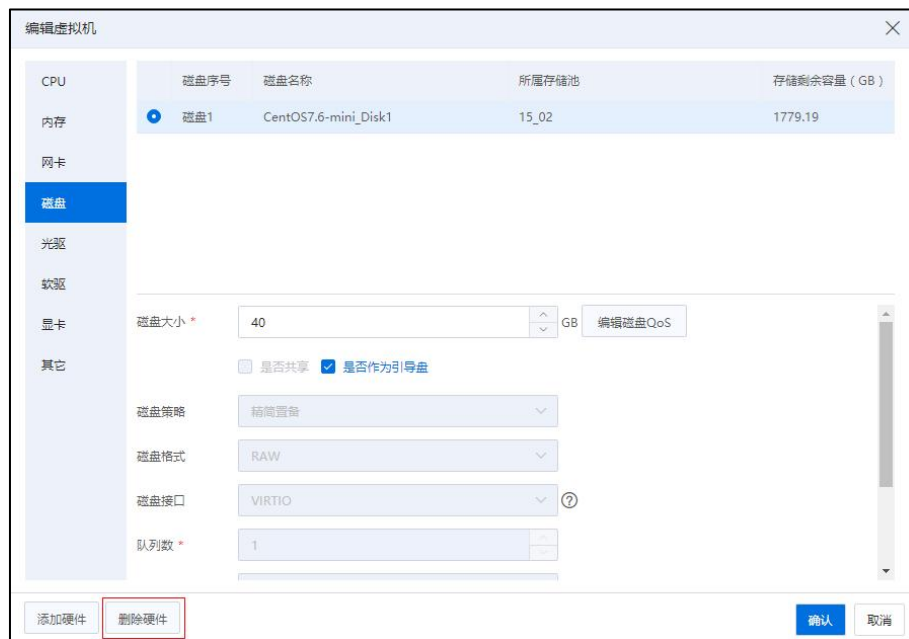 编辑虚拟机
CPU
内存
网卡
磁盘
光驱
软驱
显卡
其它
磁盘序号 磁盘名称 所属存储池 存储剩余容量（GB）
磁盘1 CentOS7.6-mini_Disk1 15_02 1779.19
磁盘大小 * 40 GB 编辑磁盘QoS
是否共享 是否作为引导盘
磁盘策略 精简置备
磁盘格式 RAW
磁盘接口 VIRTIO ?
队列数 * 1
添加硬件 删除硬件 确认 取消